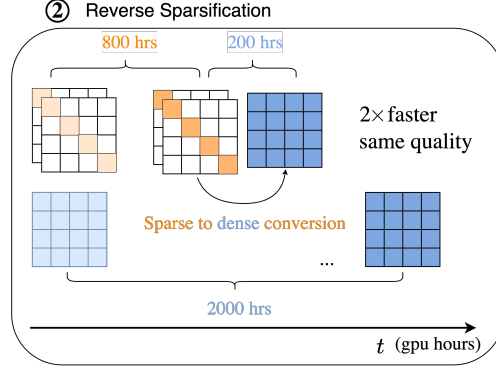 ② Reverse Sparsification
800 hrs
200 hrs
2× faster
same quality
Sparse to dense conversion
...
2000 hrs
t (gpu hours)